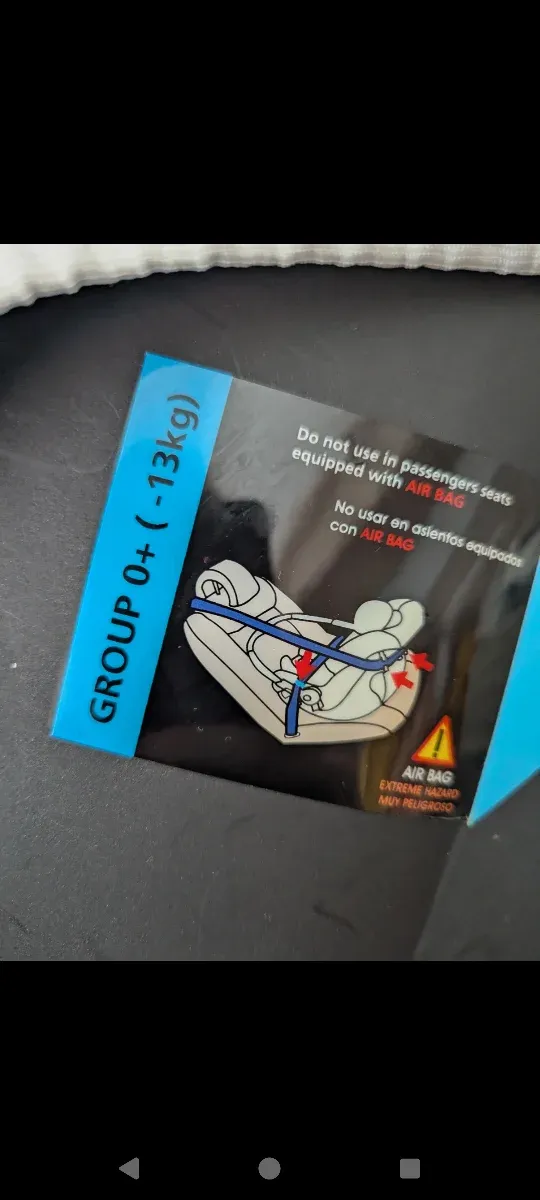 GROUP 0+ ( -13kg)
Do not use in passengers seats
equipped with AIR BAG
No usar en asientos equipados
con AIR BAG
AIR BAG
EXTREME HAZARD
MUY PELIGROSO